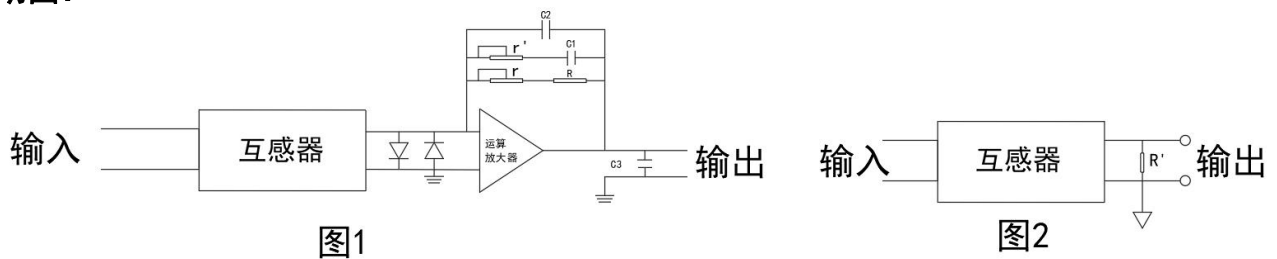 C2
r' C1
r R
输入 互感器 运算
放大器 C3 输出
图1
输入 互感器 R' 输出
图2